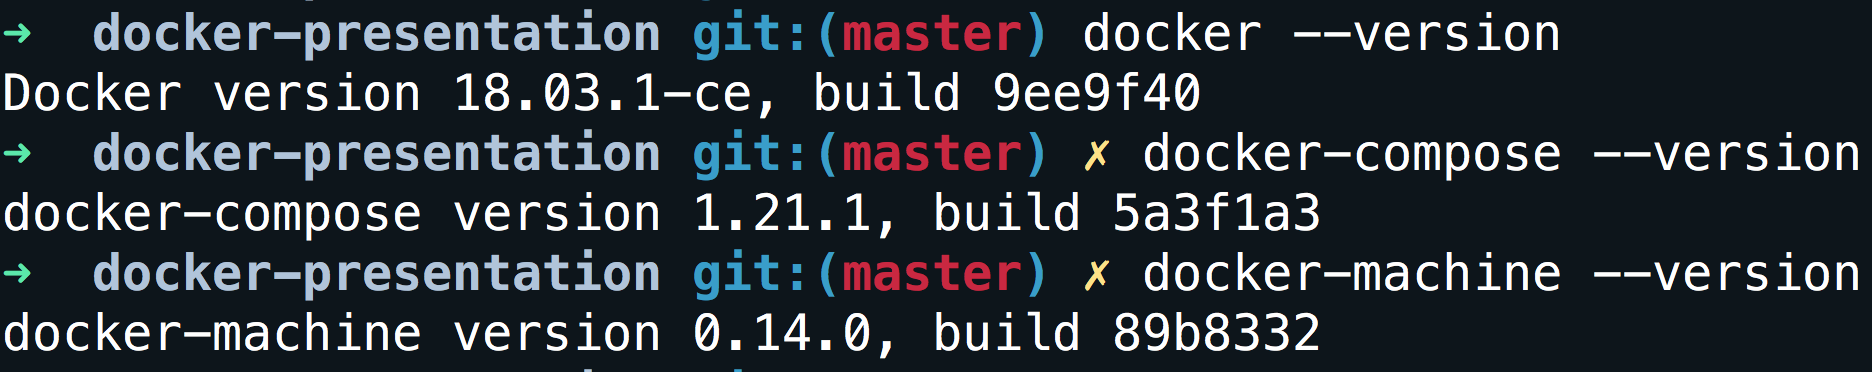 ➜  docker-presentation git:(master) docker --version
Docker version 18.03.1-ce, build 9ee9f40
➜  docker-presentation git:(master) ✗ docker-compose --version
docker-compose version 1.21.1, build 5a3f1a3
➜  docker-presentation git:(master) ✗ docker-machine --version
docker-machine version 0.14.0, build 89b8332